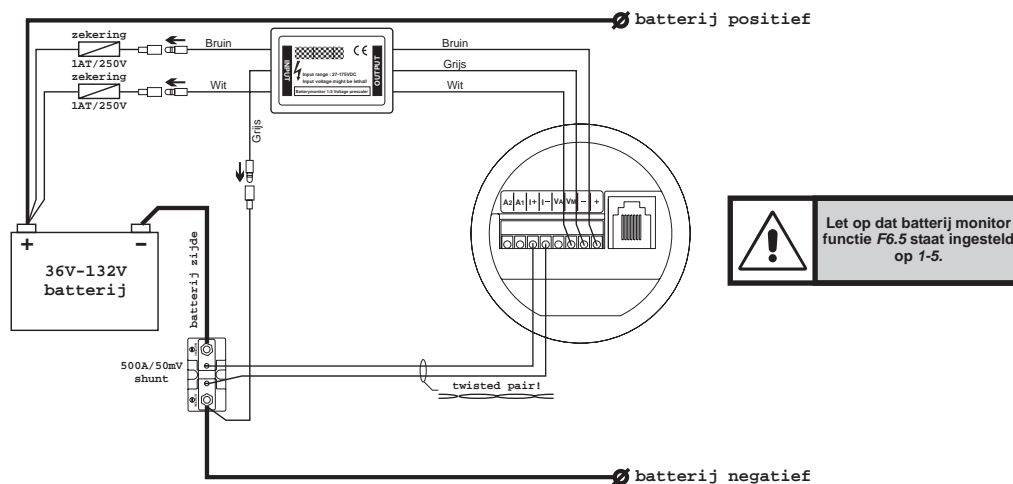 batterij positief
zekering
1AT/250V
Bruin
zekering
1AT/250V
Wit
INPUT
CE
Input range : 27-175VDC
Input voltage might be lethal!
Batterymonitor 1:5 Voltage prescaler
OUTPUT
Bruin
Grijs
Wit
Grijs
A2 A1 I+ I- VA VM - +
Let op dat batterij monitor
functie F6.5 staat ingesteld
op 1-5.
+ -
36V-132V
batterij
batterij zijde
500A/50mV
shunt
twisted pair!
batterij negatief